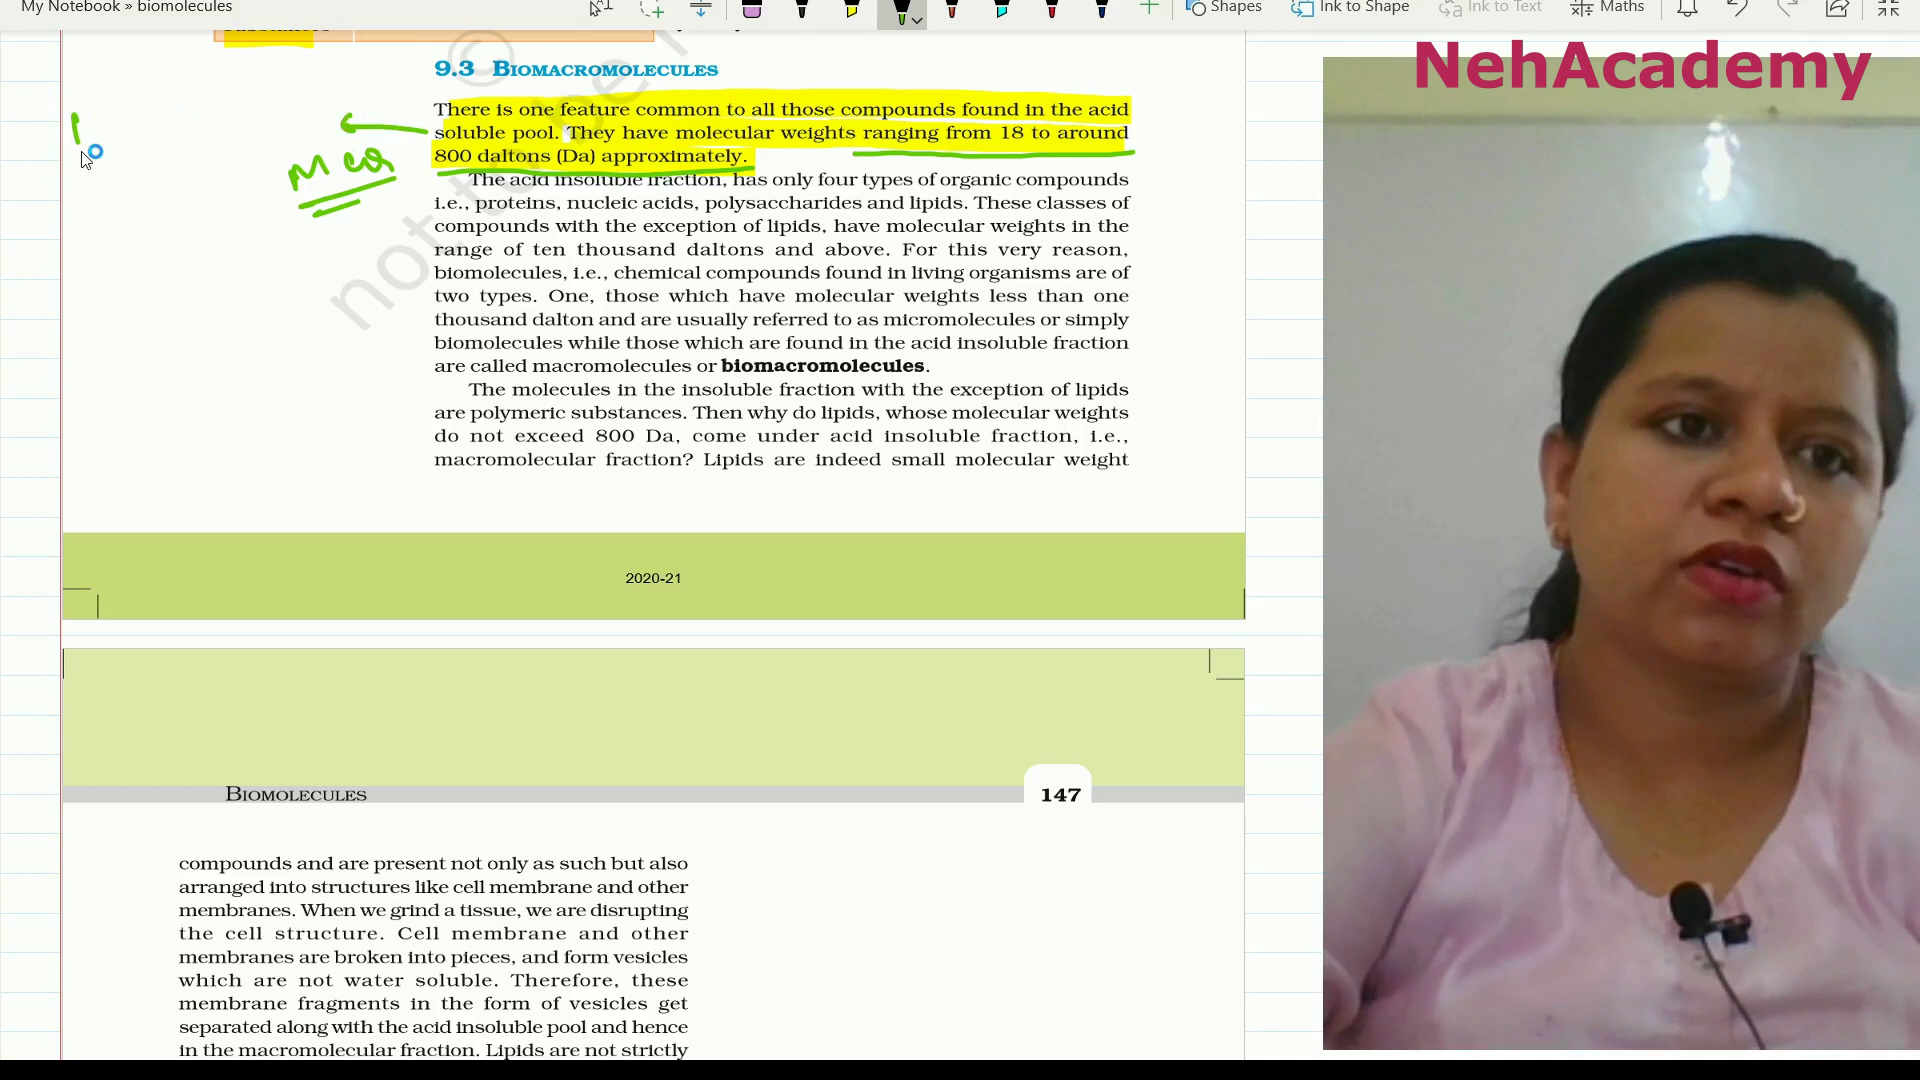 My Notebook » biomolecules
Shapes
Ink to Shape
Ink to Text
Maths
NehAcademy
9.3 BIOMACROMOLECULES
There is one feature common to all those compounds found in the acid
soluble pool. They have molecular weights ranging from 18 to around
800 daltons (Da) approximately.
MCQ
The acid insoluble fraction, has only four types of organic compounds
i.e., proteins, nucleic acids, polysaccharides and lipids. These classes of
compounds with the exception of lipids, have molecular weights in the
range of ten thousand daltons and above. For this very reason,
biomolecules, i.e., chemical compounds found in living organisms are of
two types. One, those which have molecular weights less than one
thousand dalton and are usually referred to as micromolecules or simply
biomolecules while those which are found in the acid insoluble fraction
are called macromolecules or biomacromolecules.
The molecules in the insoluble fraction with the exception of lipids
are polymeric substances. Then why do lipids, whose molecular weights
do not exceed 800 Da, come under acid insoluble fraction, i.e.,
macromolecular fraction? Lipids are indeed small molecular weight
© not to be
2020-21
BIOMOLECULES
147
compounds and are present not only as such but also
arranged into structures like cell membrane and other
membranes. When we grind a tissue, we are disrupting
the cell structure. Cell membrane and other
membranes are broken into pieces, and form vesicles
which are not water soluble. Therefore, these
membrane fragments in the form of vesicles get
separated along with the acid insoluble pool and hence
in the macromolecular fraction. Lipids are not strictly